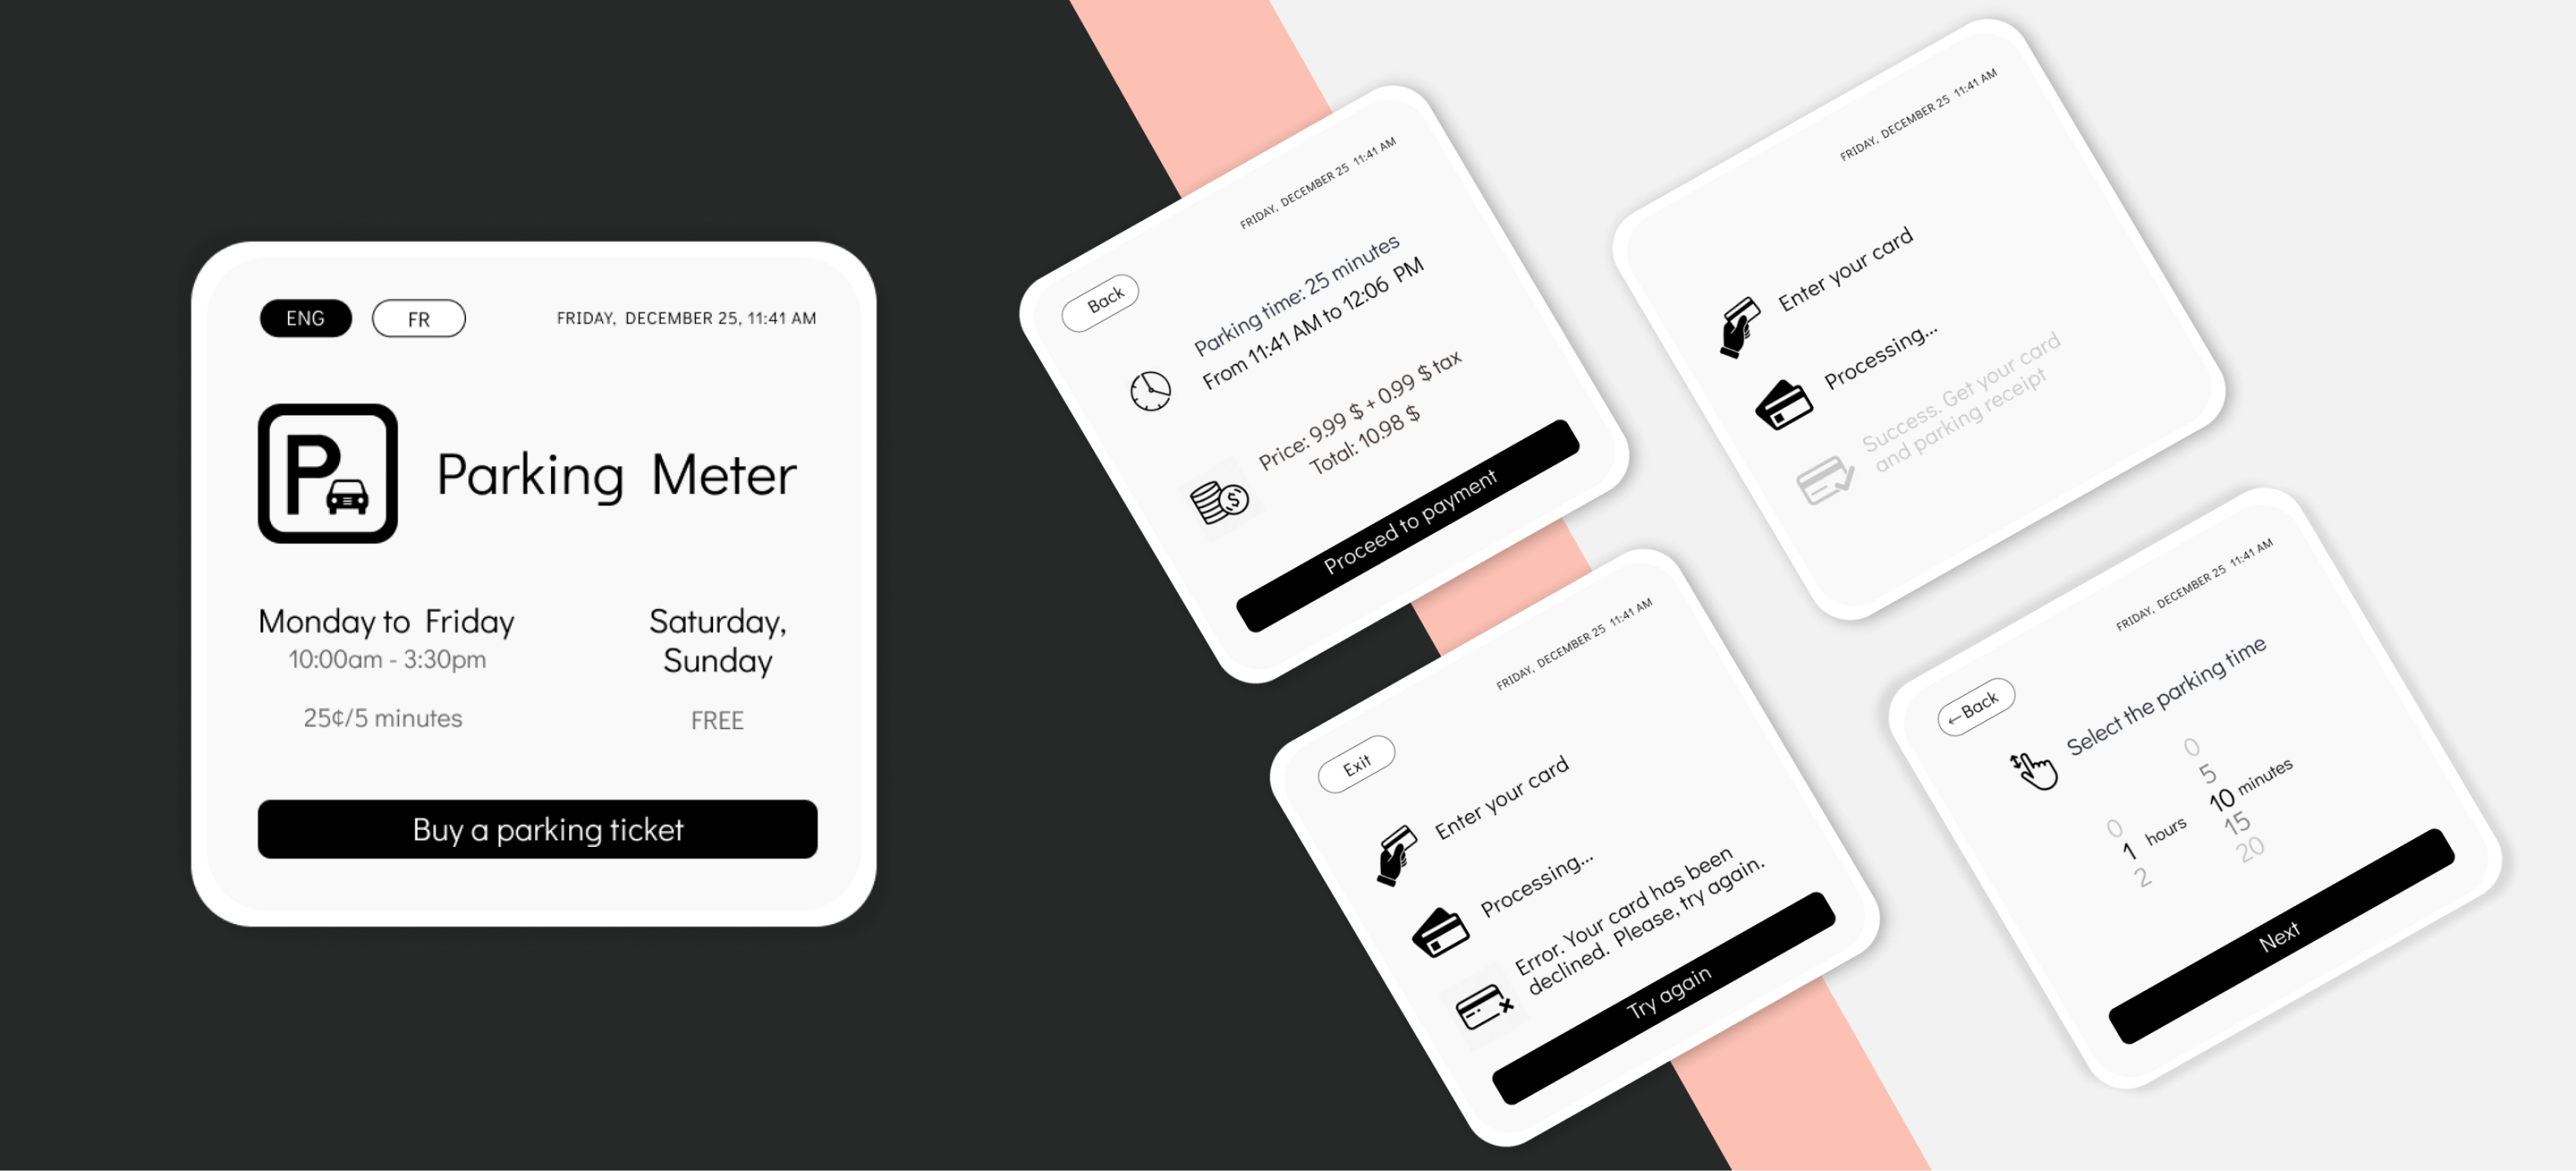 ENG
FR
FRIDAY, DECEMBER 25, 11:41 AM
P
Parking Meter
Monday to Friday
10:00am - 3:30pm
25¢/5 minutes
Saturday,
Sunday
FREE
Buy a parking ticket
FRIDAY, DECEMBER 25 11:41 AM
Back
Parking time: 25 minutes
From 11:41 AM to 12:06 PM
Price: 9.99 $ + 0.99 $ tax
Total: 10.98 $
Proceed to payment
FRIDAY, DECEMBER 25 11:41 AM
Enter your card
Processing...
Success. Get your card
and parking receipt
FRIDAY, DECEMBER 25 11:41 AM
Exit
Enter your card
Processing...
Error. Your card has been
declined. Please, try again.
Try again
FRIDAY, DECEMBER 25 11:41 AM
←Back
Select the parking time
0
1 hours
2
0
5
10 minutes
15
20
Next